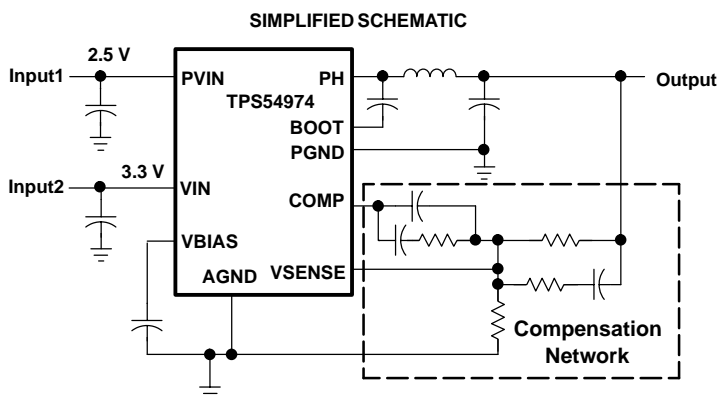 SIMPLIFIED SCHEMATIC
2.5 V
Input1
PVIN
PH
Output
TPS54974
BOOT
PGND
3.3 V
Input2
VIN
COMP
VBIAS
AGND
VSENSE
Compensation
Network